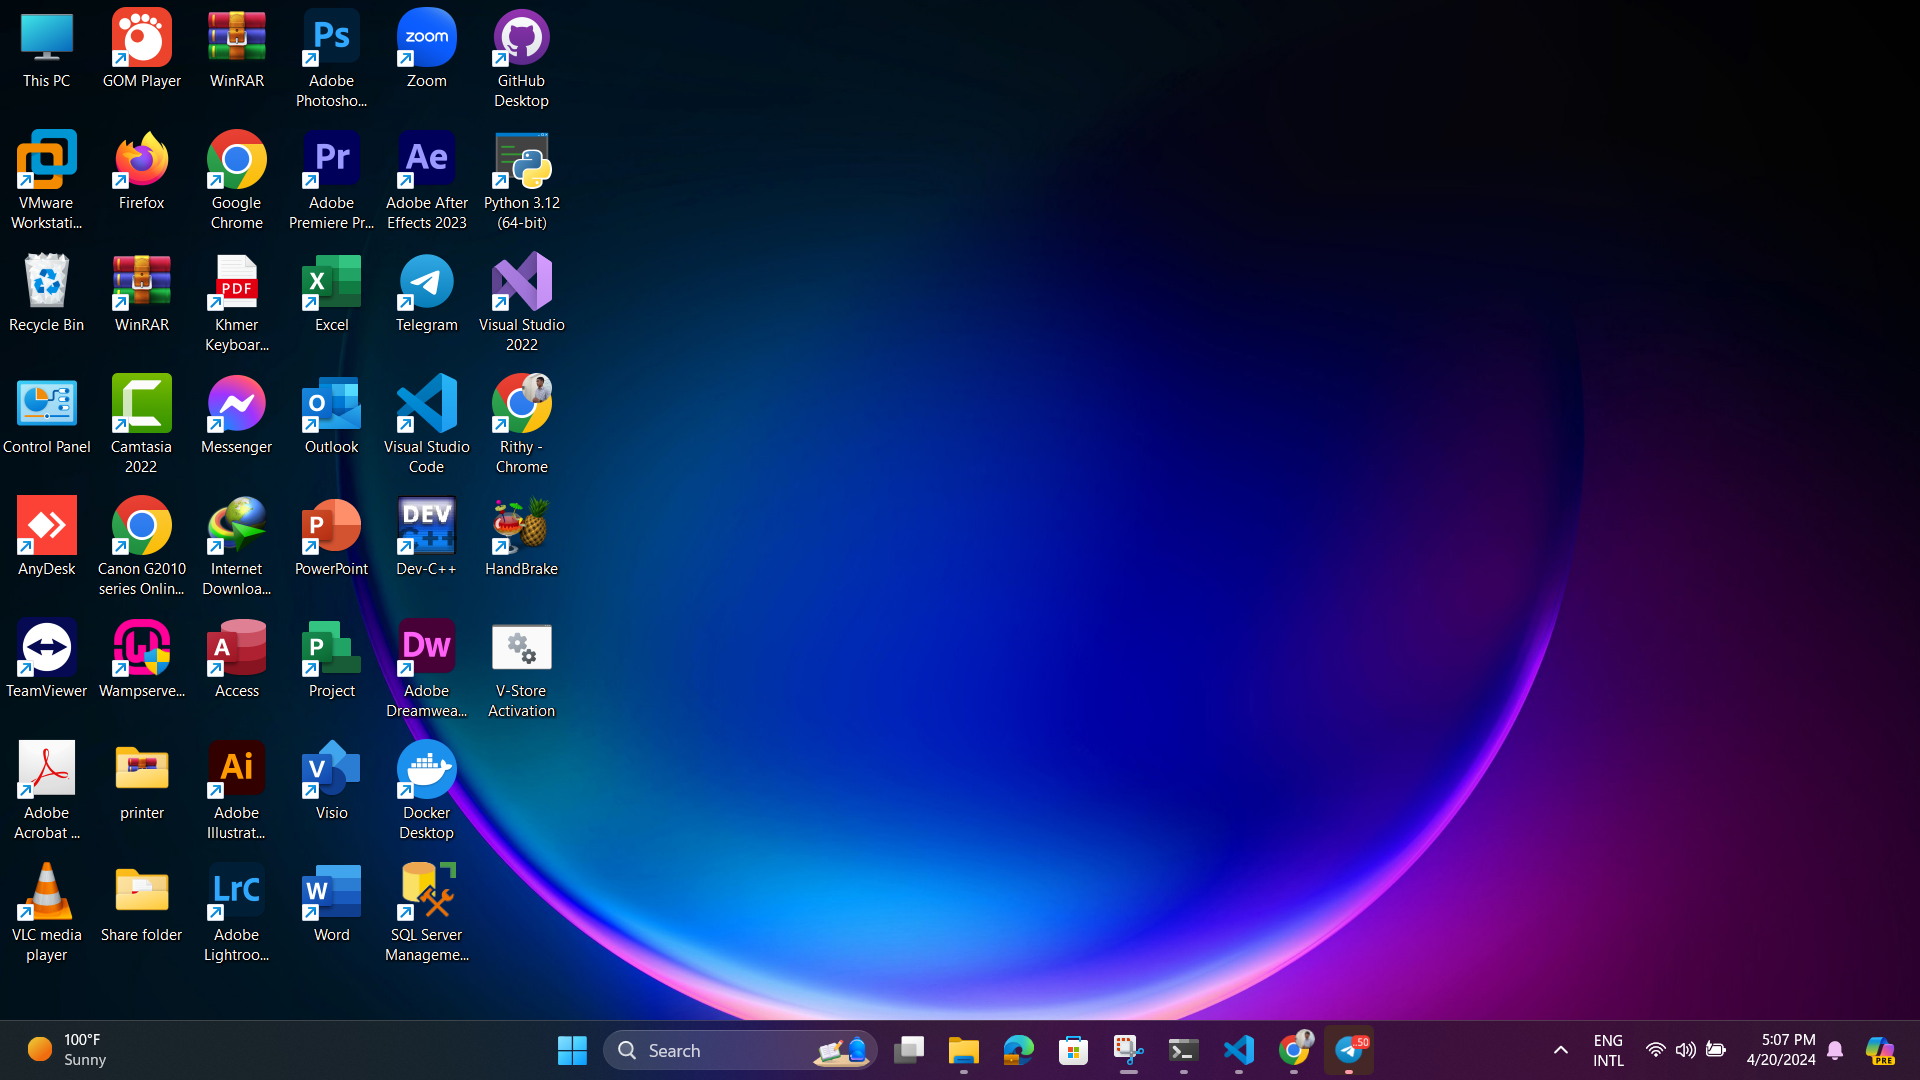 This PC
GOM Player
WinRAR
Ps
Adobe
Photosho...
zoom
Zoom
GitHub
Desktop
VMware
Workstati...
Firefox
Google
Chrome
Pr
Adobe
Premiere Pr...
Ae
Adobe After
Effects 2023
Python 3.12
(64-bit)
Recycle Bin
WinRAR
PDF
Khmer
Keyboar...
X
Excel
Telegram
Visual Studio
2022
Control Panel
Camtasia
2022
Messenger
O
Outlook
Visual Studio
Code
Rithy -
Chrome
AnyDesk
Canon G2010
series Onlin...
Internet
Downloa...
P
PowerPoint
DEV
C++
Dev-C++
HandBrake
TeamViewer
Wampserve...
A
Access
P
Project
Dw
Adobe
Dreamwea...
V-Store
Activation
Adobe
Acrobat ...
printer
Ai
Adobe
Illustrat...
V
Visio
Docker
Desktop
VLC media
player
Share folder
LrC
Adobe
Lightroo...
W
Word
SQL Server
Manageme...
100°F
Sunny
Search
.50
ENG
INTL
5:07 PM
4/20/2024
PRE